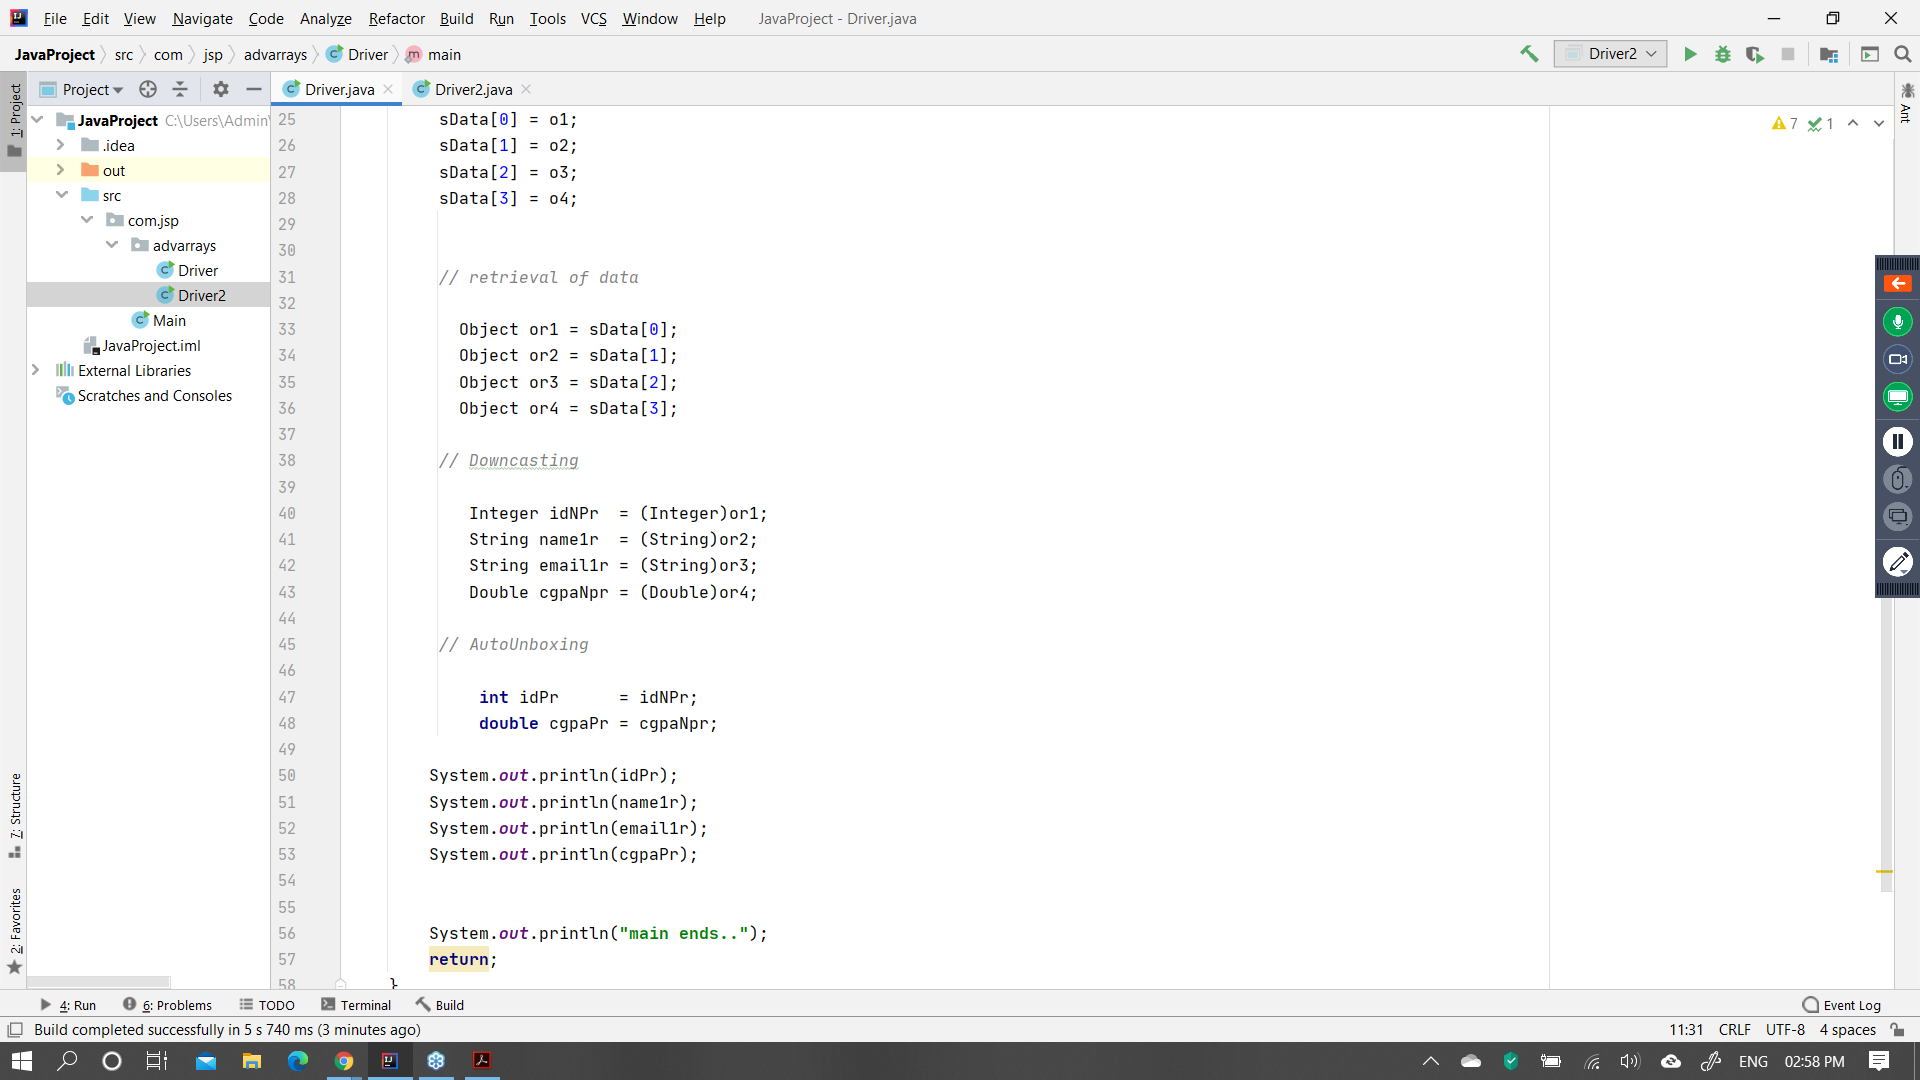 File Edit View Navigate Code Analyze Refactor Build Run Tools VCS Window Help JavaProject - Driver.java
JavaProject src com jsp advarrays Driver main Driver2
Project Driver.java Driver2.java
1: Project
JavaProject C:\Users\Admin\
.idea
out
src
com.jsp
advarrays
Driver
Driver2
Main
JavaProject.iml
External Libraries
Scratches and Consoles
7: Structure
2: Favorites
7 1
Ant
25 sData[0] = o1;
26 sData[1] = o2;
27 sData[2] = o3;
28 sData[3] = o4;
29
30
31 // retrieval of data
32
33 Object or1 = sData[0];
34 Object or2 = sData[1];
35 Object or3 = sData[2];
36 Object or4 = sData[3];
37
38 // Downcasting
39
40 Integer idNPr = (Integer)or1;
41 String name1r = (String)or2;
42 String email1r = (String)or3;
43 Double cgpaNpr = (Double)or4;
44
45 // AutoUnboxing
46
47 int idPr = idNPr;
48 double cgpaPr = cgpaNpr;
49
50 System.out.println(idPr);
51 System.out.println(name1r);
52 System.out.println(email1r);
53 System.out.println(cgpaPr);
54
55
56 System.out.println("main ends..");
57 return;
58 }
4: Run 6: Problems TODO Terminal Build Event Log
Build completed successfully in 5 s 740 ms (3 minutes ago) 11:31 CRLF UTF-8 4 spaces
ENG 02:58 PM